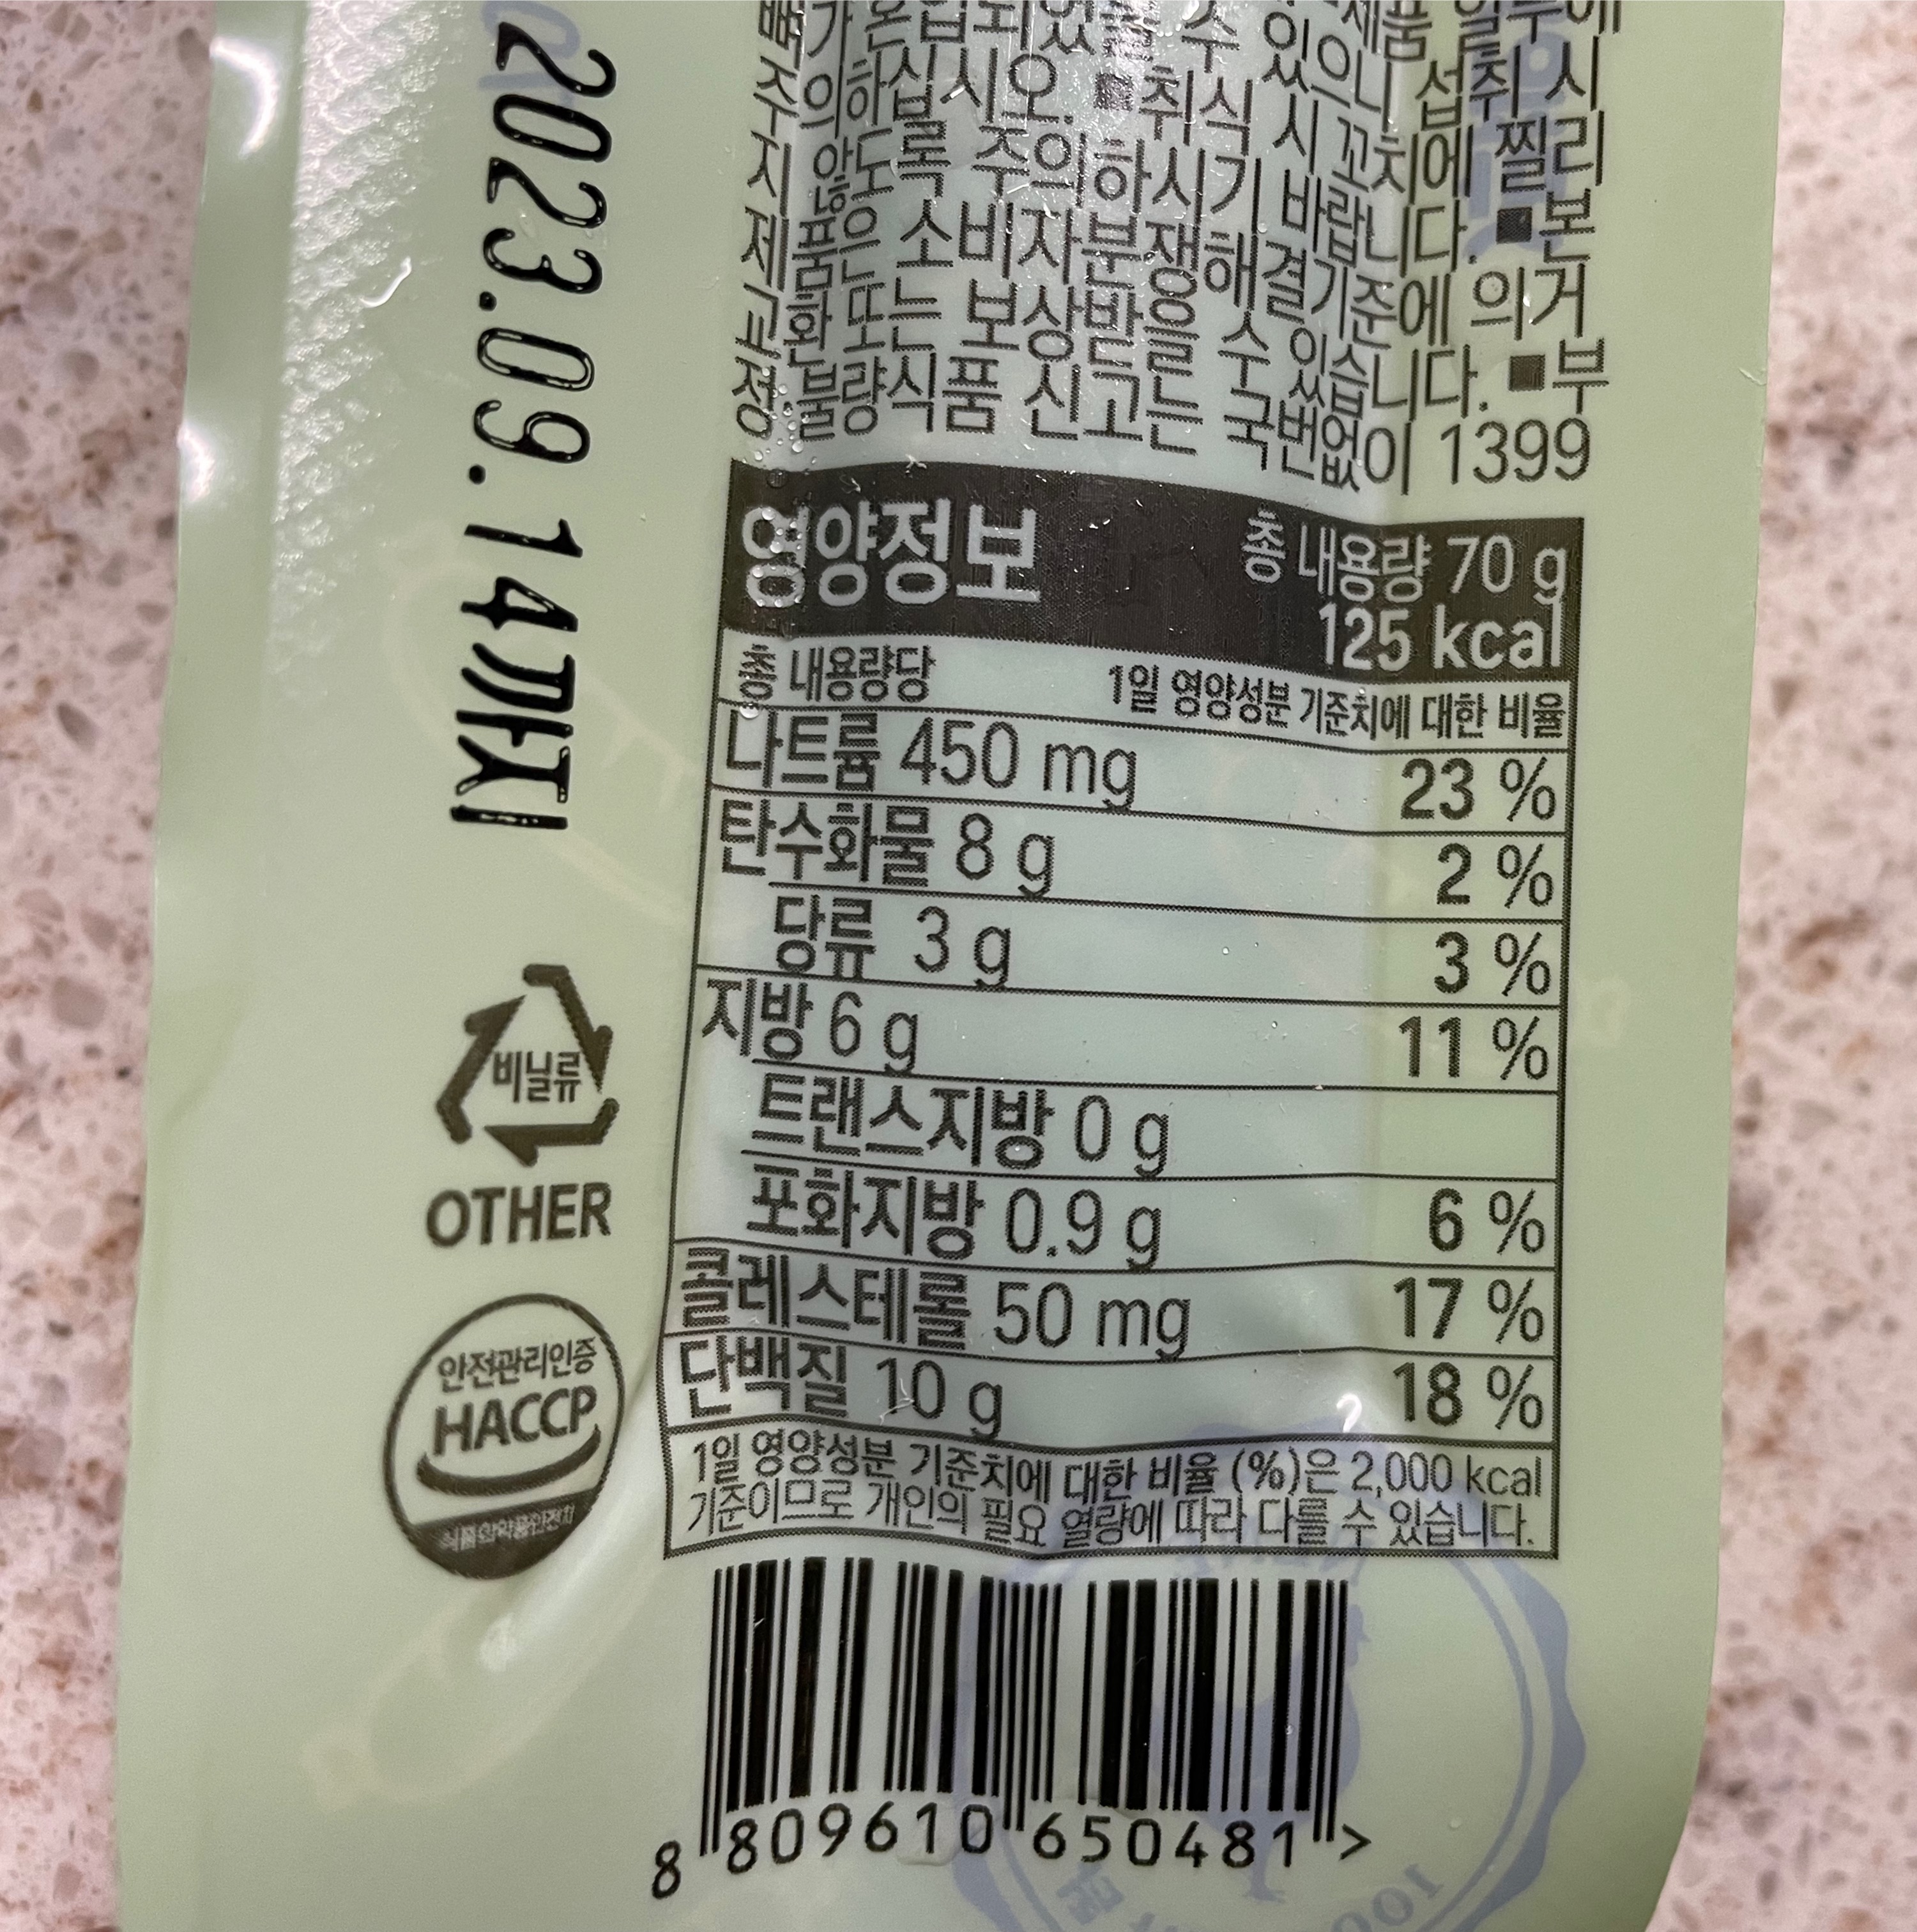 2023.09.14까지
수 있으니 섭취 시
주의하십시오. ■취식 시 꼬치에 찔리
지 않도록 주의하시기 바랍니다. ■본
제품은 소비자분쟁해결기준에 의거
교환 또는 보상받을 수 있습니다. ■부
정·불량식품 신고는 국번없이 1399
영양정보 총 내용량 70 g
125 kcal
총 내용량당 1일 영양성분 기준치에 대한 비율
나트륨 450 mg 23 %
탄수화물 8 g 2 %
당류 3 g 3 %
지방 6 g 11 %
트랜스지방 0 g
포화지방 0.9 g 6 %
콜레스테롤 50 mg 17 %
단백질 10 g 18 %
1일 영양성분 기준치에 대한 비율 (%)은 2,000 kcal
기준이므로 개인의 필요 열량에 따라 다를 수 있습니다.
비닐류
OTHER
안전관리인증
HACCP
식품의약품안전처
8 809610 650481 >